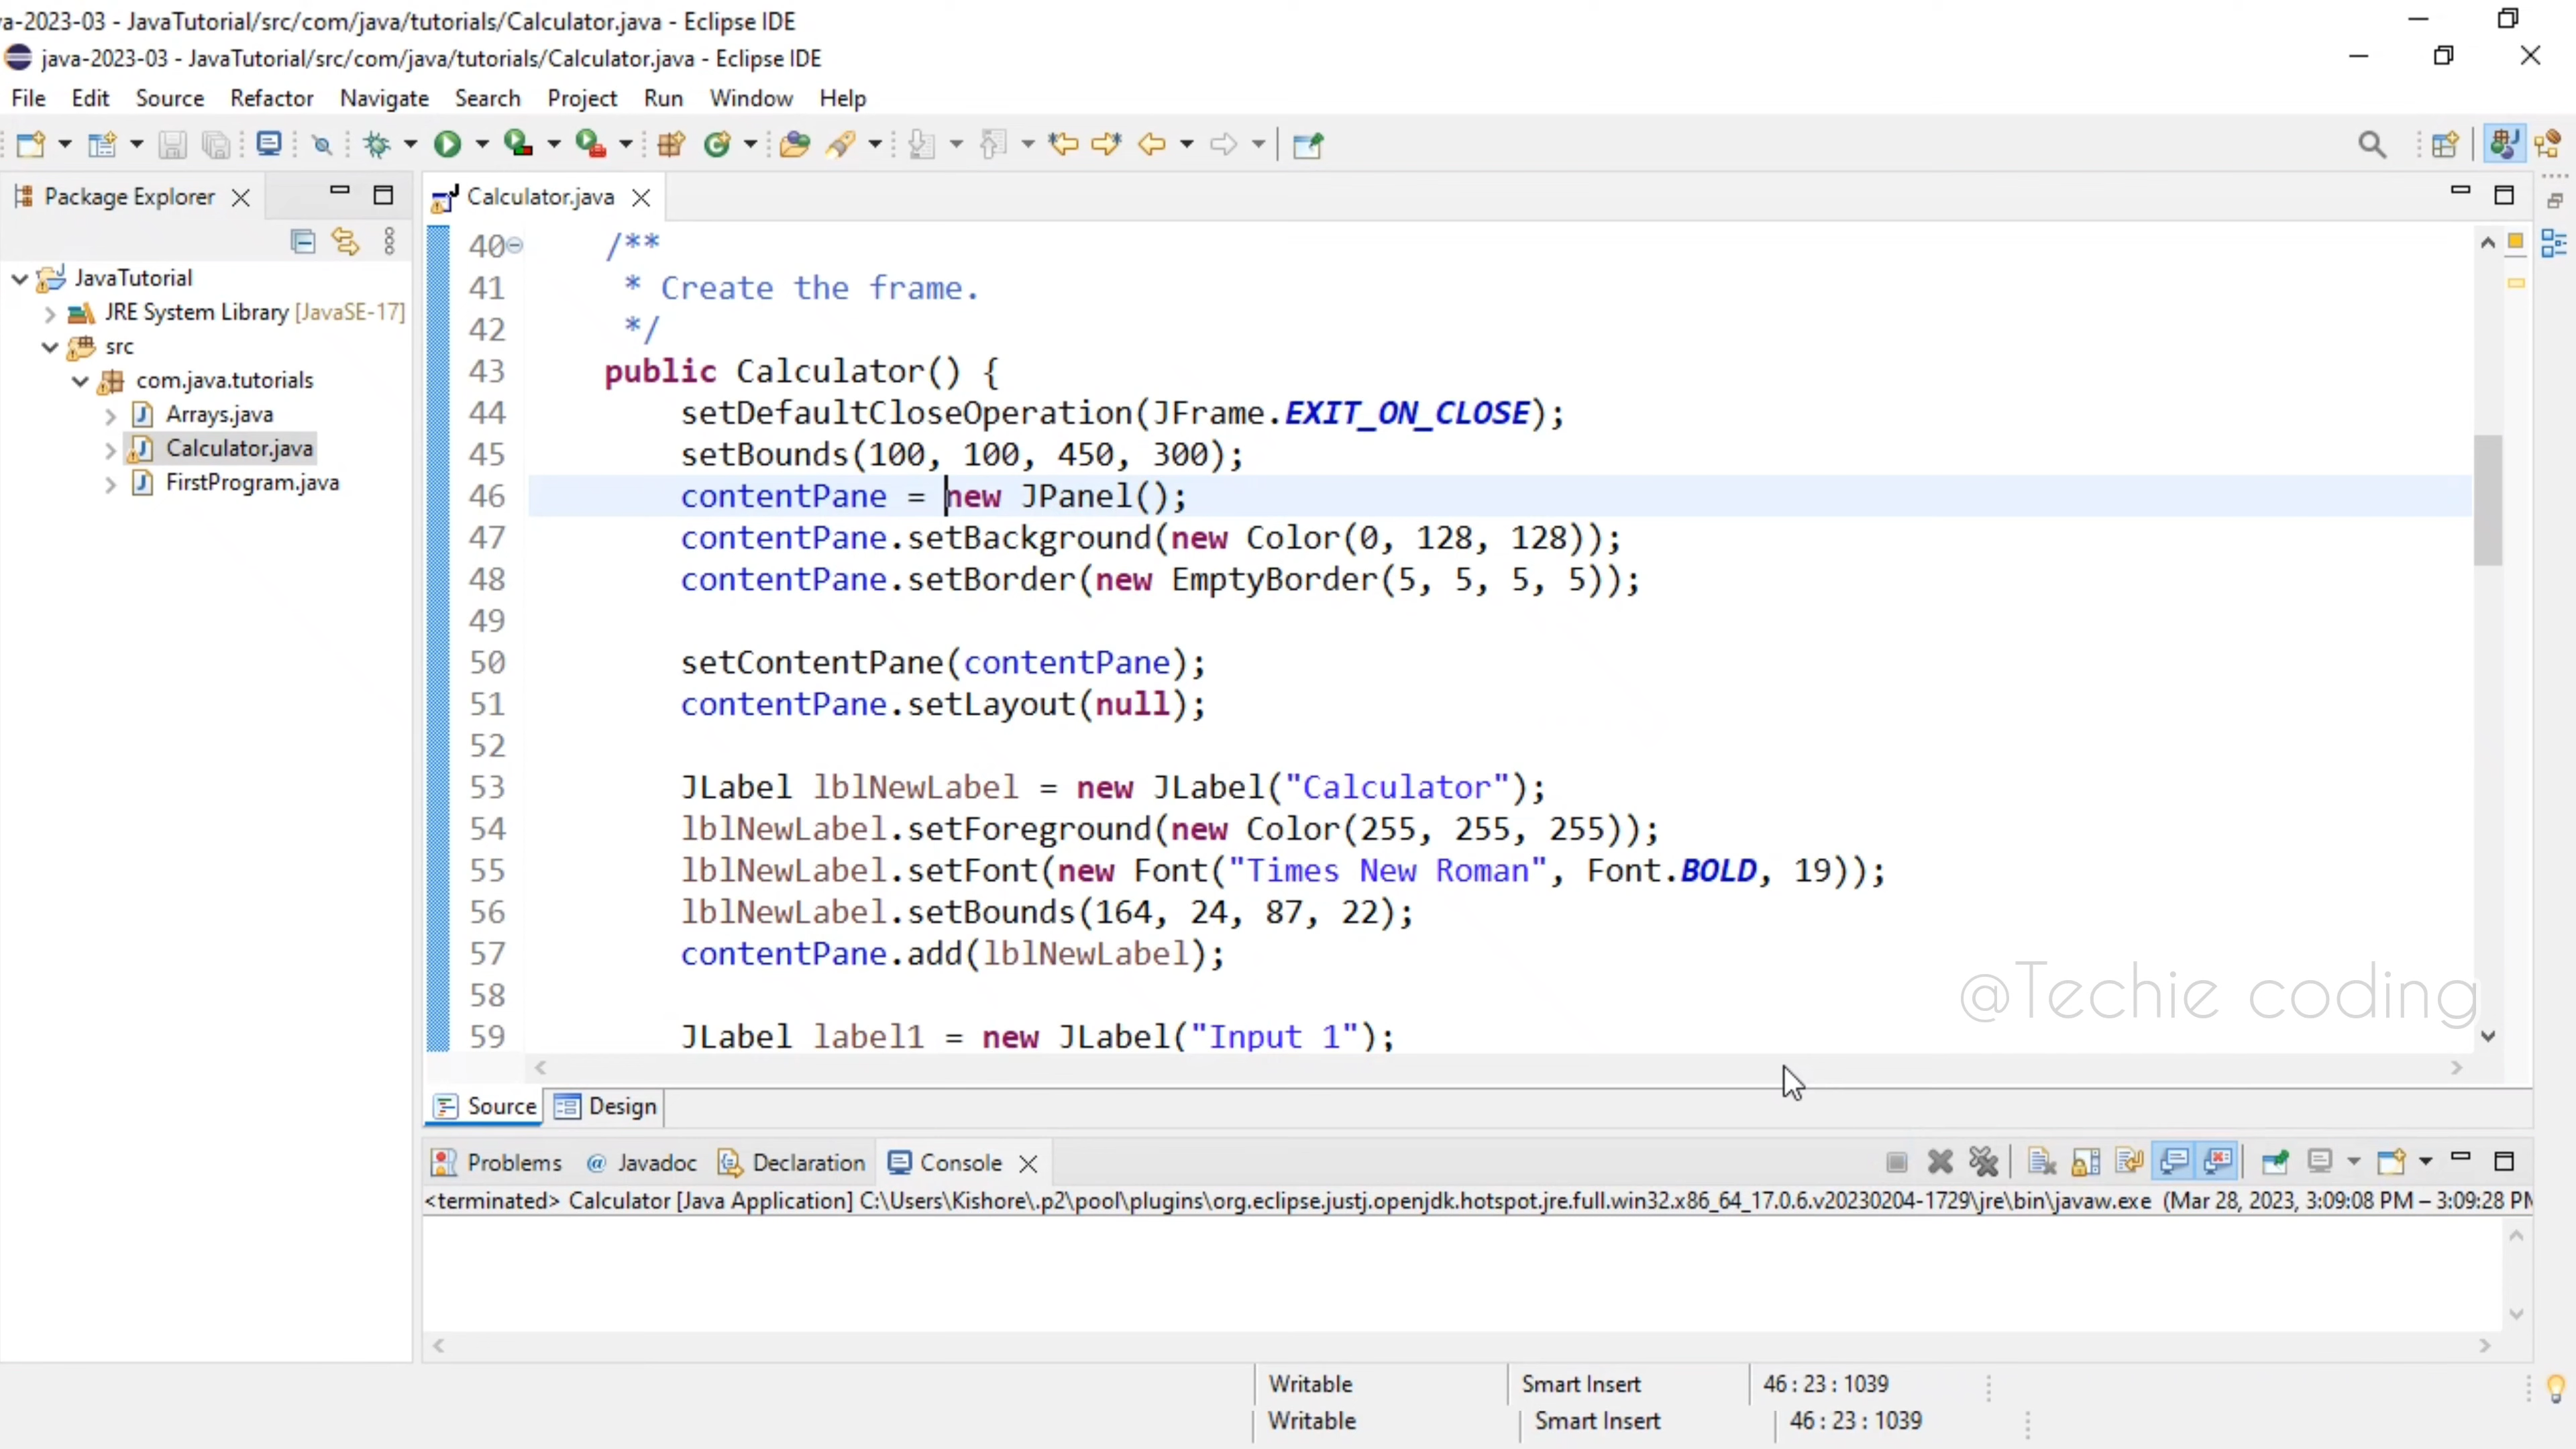 va-2023-03 - JavaTutorial/src/com/java/tutorials/Calculator.java - Eclipse IDE
java-2023-03 - JavaTutorial/src/com/java/tutorials/Calculator.java - Eclipse IDE
File Edit Source Refactor Navigate Search Project Run Window Help
Package Explorer
Calculator.java
JavaTutorial
JRE System Library [JavaSE-17]
src
com.java.tutorials
Arrays.java
Calculator.java
FirstProgram.java
40 /**
41 * Create the frame.
42 */
43 public Calculator() {
44 setDefaultCloseOperation(JFrame.EXIT_ON_CLOSE);
45 setBounds(100, 100, 450, 300);
46 contentPane = new JPanel();
47 contentPane.setBackground(new Color(0, 128, 128));
48 contentPane.setBorder(new EmptyBorder(5, 5, 5, 5));
49
50 setContentPane(contentPane);
51 contentPane.setLayout(null);
52
53 JLabel lblNewLabel = new JLabel("Calculator");
54 lblNewLabel.setForeground(new Color(255, 255, 255));
55 lblNewLabel.setFont(new Font("Times New Roman", Font.BOLD, 19));
56 lblNewLabel.setBounds(164, 24, 87, 22);
57 contentPane.add(lblNewLabel);
58
59 JLabel label1 = new JLabel("Input 1");
@Techie coding
Source Design
Problems Javadoc Declaration Console
<terminated> Calculator [Java Application] C:\Users\Kishore\.p2\pool\plugins\org.eclipse.justj.openjdk.hotspot.jre.full.win32.x86_64_17.0.6.v20230204-1729\jre\bin\javaw.exe (Mar 28, 2023, 3:09:08 PM – 3:09:28 PM
Writable Smart Insert 46 : 23 : 1039
Writable Smart Insert 46 : 23 : 1039